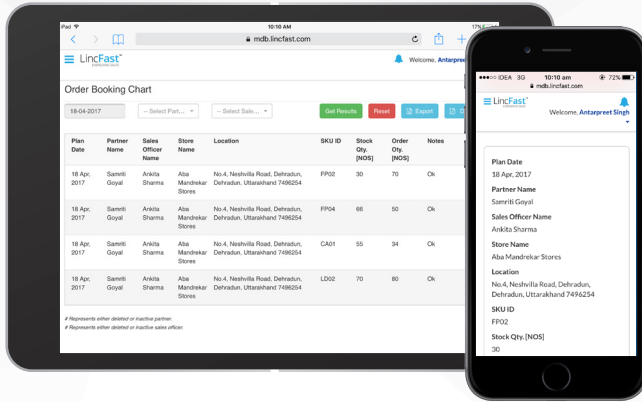 iPad
10:10 AM
17%
mdb.lincfast.com
LincFast
Welcome, Antarpree
Order Booking Chart
18-04-2017
-- Select Part...
-- Select Sale...
Get Results
Reset
Export
Plan Date Partner Name Sales Officer Name Store Name Location SKU ID Stock Qty. [NOS] Order Qty. [NOS] Notes
18 Apr, 2017 Samriti Goyal Ankita Sharma Aba Mandrekar Stores No.4, Neshvilla Road, Dehradun, Dehradun, Uttarakhand 7496254 FP02 30 70 Ok
18 Apr, 2017 Samriti Goyal Ankita Sharma Aba Mandrekar Stores No.4, Neshvilla Road, Dehradun, Dehradun, Uttarakhand 7496254 FP04 66 50 Ok
18 Apr, 2017 Samriti Goyal Ankita Sharma Aba Mandrekar Stores No.4, Neshvilla Road, Dehradun, Dehradun, Uttarakhand 7496254 CA01 55 34 Ok
18 Apr, 2017 Samriti Goyal Ankita Sharma Aba Mandrekar Stores No.4, Neshvilla Road, Dehradun, Dehradun, Uttarakhand 7496254 LD02 70 80 Ok
# Represents either deleted or inactive partner.
# Represents either deleted or inactive sales officer.
IDEA 3G 10:10 am 72%
mdb.lincfast.com
LincFast
Welcome, Antarpreet Singh
Plan Date
18 Apr, 2017
Partner Name
Samriti Goyal
Sales Officer Name
Ankita Sharma
Store Name
Aba Mandrekar Stores
Location
No.4, Neshvilla Road, Dehradun,
Dehradun, Uttarakhand 7496254
SKU ID
FP02
Stock Qty. [NOS]
30